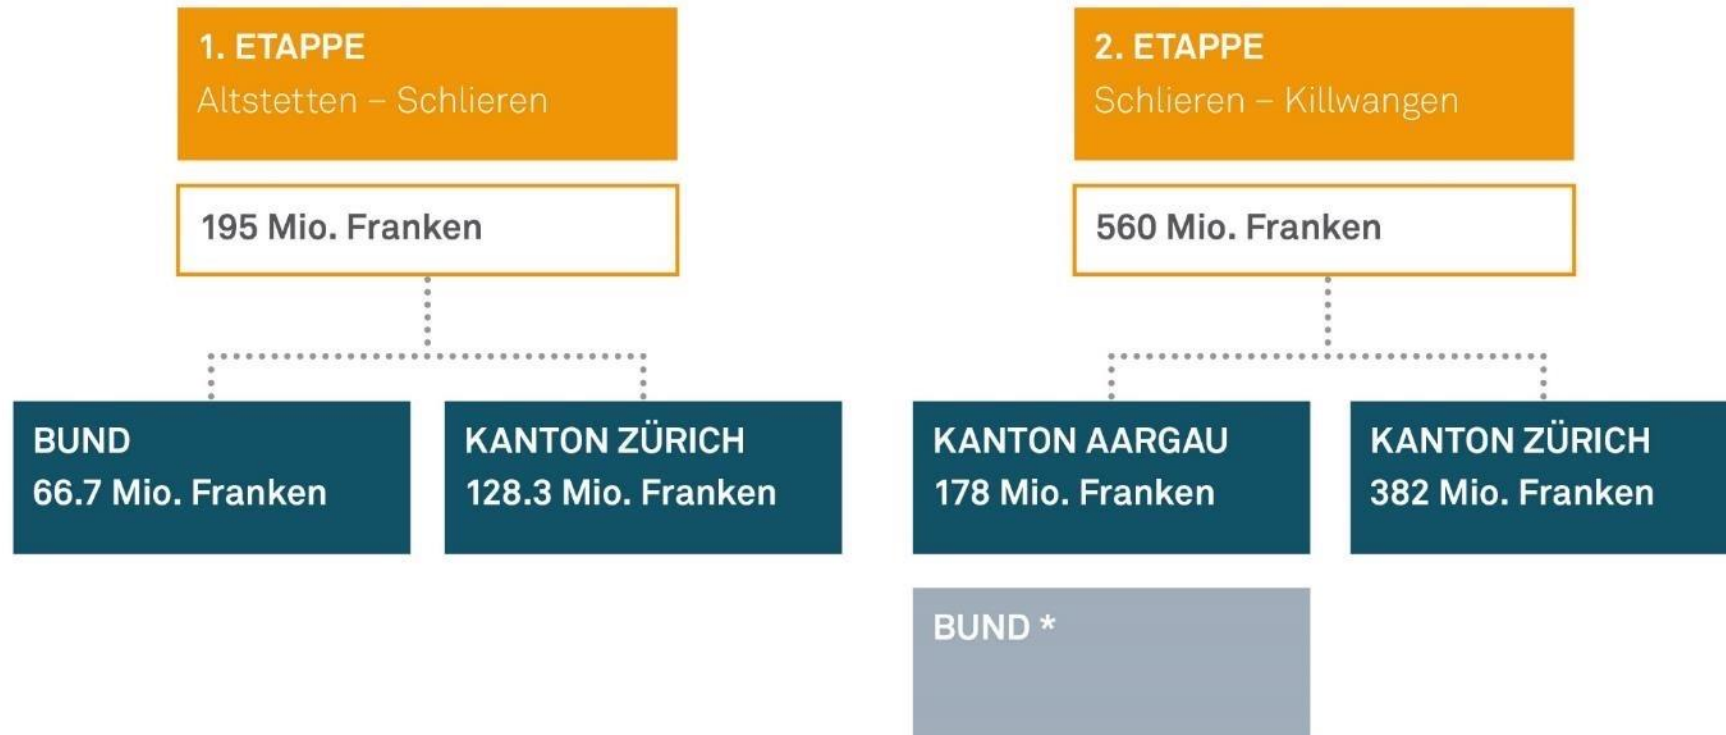 1. ETAPPE
Altstetten – Schlieren
195 Mio. Franken
BUND
66.7 Mio. Franken
KANTON ZÜRICH
128.3 Mio. Franken
2. ETAPPE
Schlieren – Killwangen
560 Mio. Franken
KANTON AARGAU
178 Mio. Franken
KANTON ZÜRICH
382 Mio. Franken
BUND *